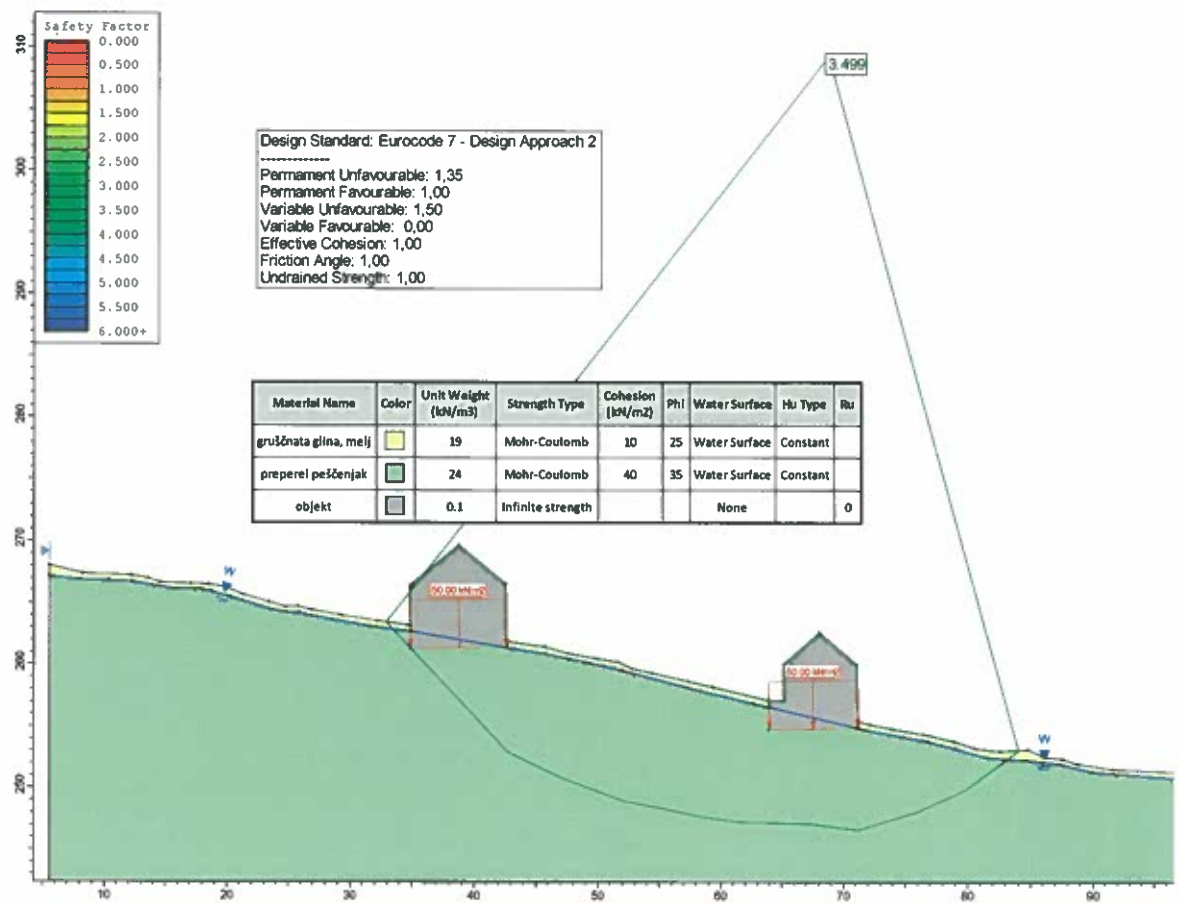 Safety Factor
0.000
0.500
1.000
1.500
2.000
2.500
3.000
3.500
4.000
4.500
5.000
5.500
6.000+
3.499
Design Standard: Eurocode 7 - Design Approach 2
-------------
Permament Unfavourable: 1,35
Permament Favourable: 1,00
Variable Unfavourable: 1,50
Variable Favourable: 0,00
Effective Cohesion: 1,00
Friction Angle: 1,00
Undrained Strength: 1,00
Material Name Color Unit Weight (kN/m3) Strength Type Cohesion (kN/m2) Phi Water Surface Hu Type Ru
gruščnata glina, melj 19 Mohr-Coulomb 10 25 Water Surface Constant
preperel peščenjak 24 Mohr-Coulomb 40 35 Water Surface Constant
objekt 0.1 Infinite strength None 0
W
50.00 kN/m2
50.00 kN/m2
W
310
300
290
280
270
260
250
10 20 30 40 50 60 70 80 90